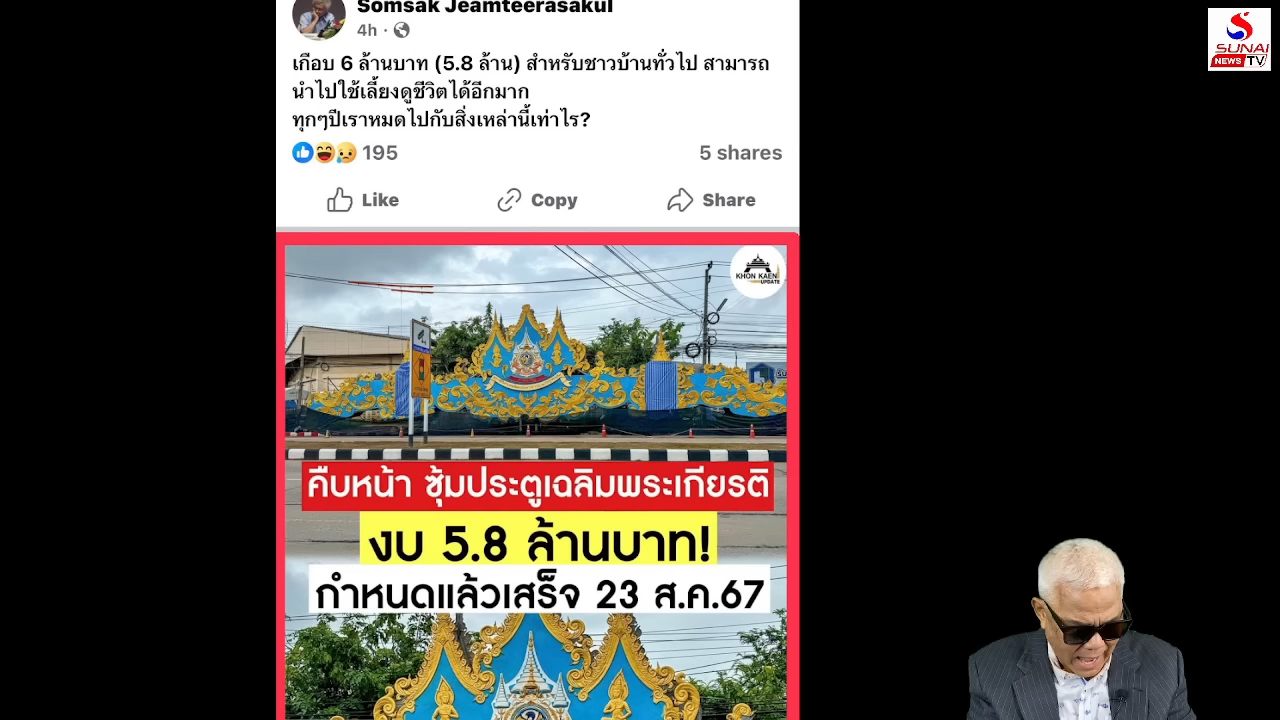 Somsak Jeamteerasakul
4h ·
เกือบ 6 ล้านบาท (5.8 ล้าน) สำหรับชาวบ้านทั่วไป สามารถ
นำไปใช้เลี้ยงดูชีวิตได้อีกมาก
ทุกๆปีเราหมดไปกับสิ่งเหล่านี้เท่าไร?
195
5 shares
Like
Copy
Share
SUNAI
NEWS TV
KHON KAEN
UPDATE
คืบหน้า ซุ้มประตูเฉลิมพระเกียรติ
งบ 5.8 ล้านบาท!
กำหนดแล้วเสร็จ 23 ส.ค.67